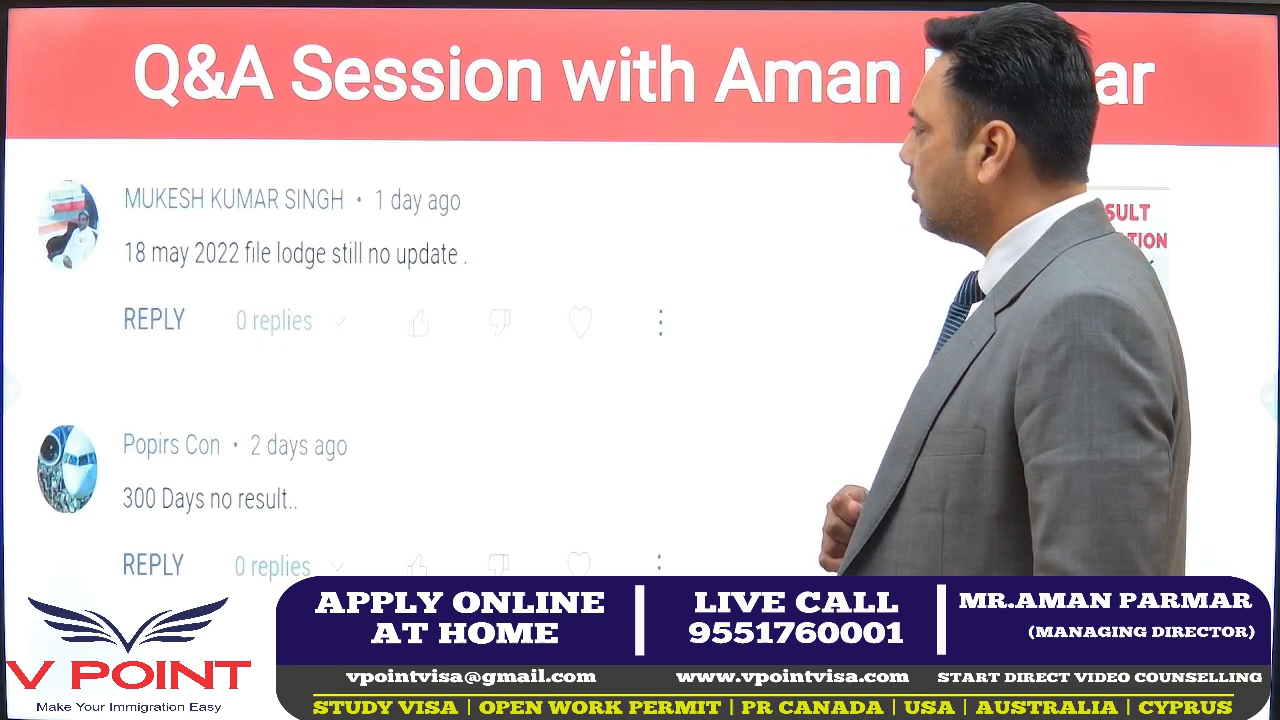 Q&A Session with Aman
ar
MUKESH KUMAR SINGH • 1 day ago
18 may 2022 file lodge still no update .
REPLY 0 replies
SULT
TION
Popirs Con • 2 days ago
300 Days no result..
REPLY 0 replies
V POINT
Make Your Immigration Easy
APPLY ONLINE
AT HOME
LIVE CALL
9551760001
MR.AMAN PARMAR
(MANAGING DIRECTOR)
vpointvisa@gmail.com www.vpointvisa.com START DIRECT VIDEO COUNSELLING
STUDY VISA | OPEN WORK PERMIT | PR CANADA | USA | AUSTRALIA | CYPRUS